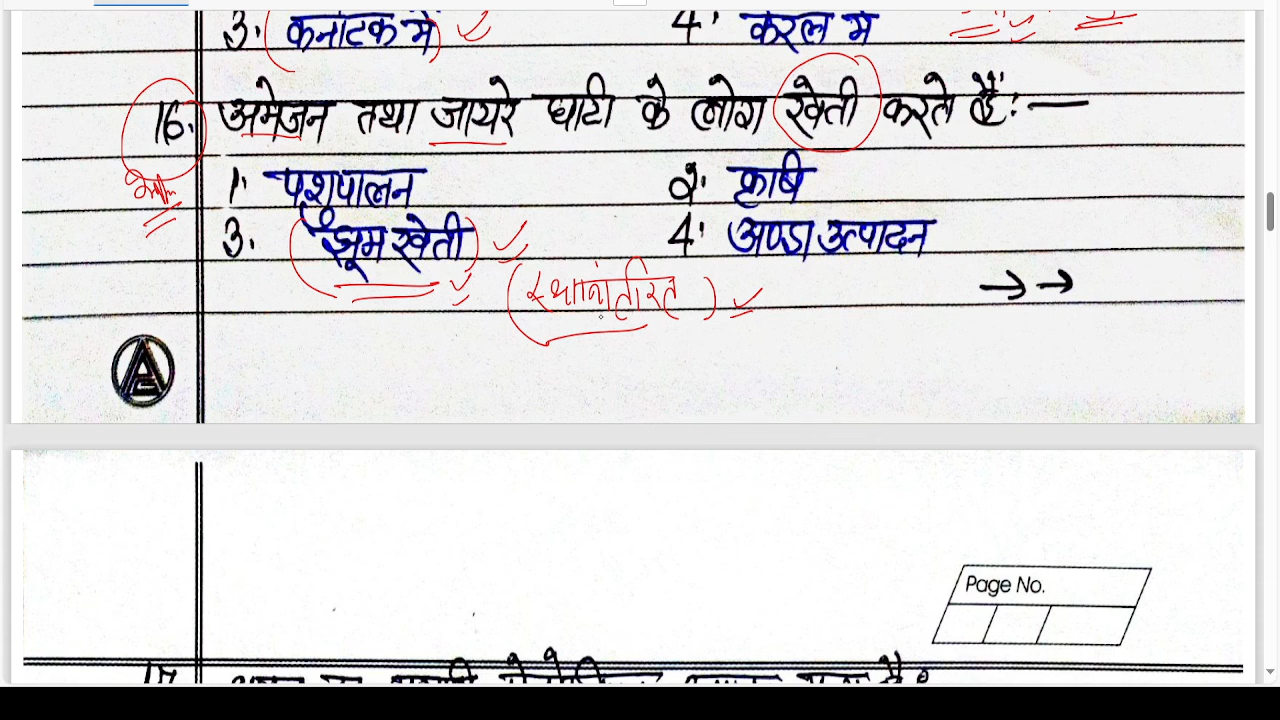 3. कर्नाटक में 4. केरल में
16. अमेजन तथा जायरे घाटी के लोग खेती करते हैं:—
1. पशुपालन 2. कृषि
3. झूम खेती 4. अण्डा उत्पादन
(स्थानांतरित)
Page No.